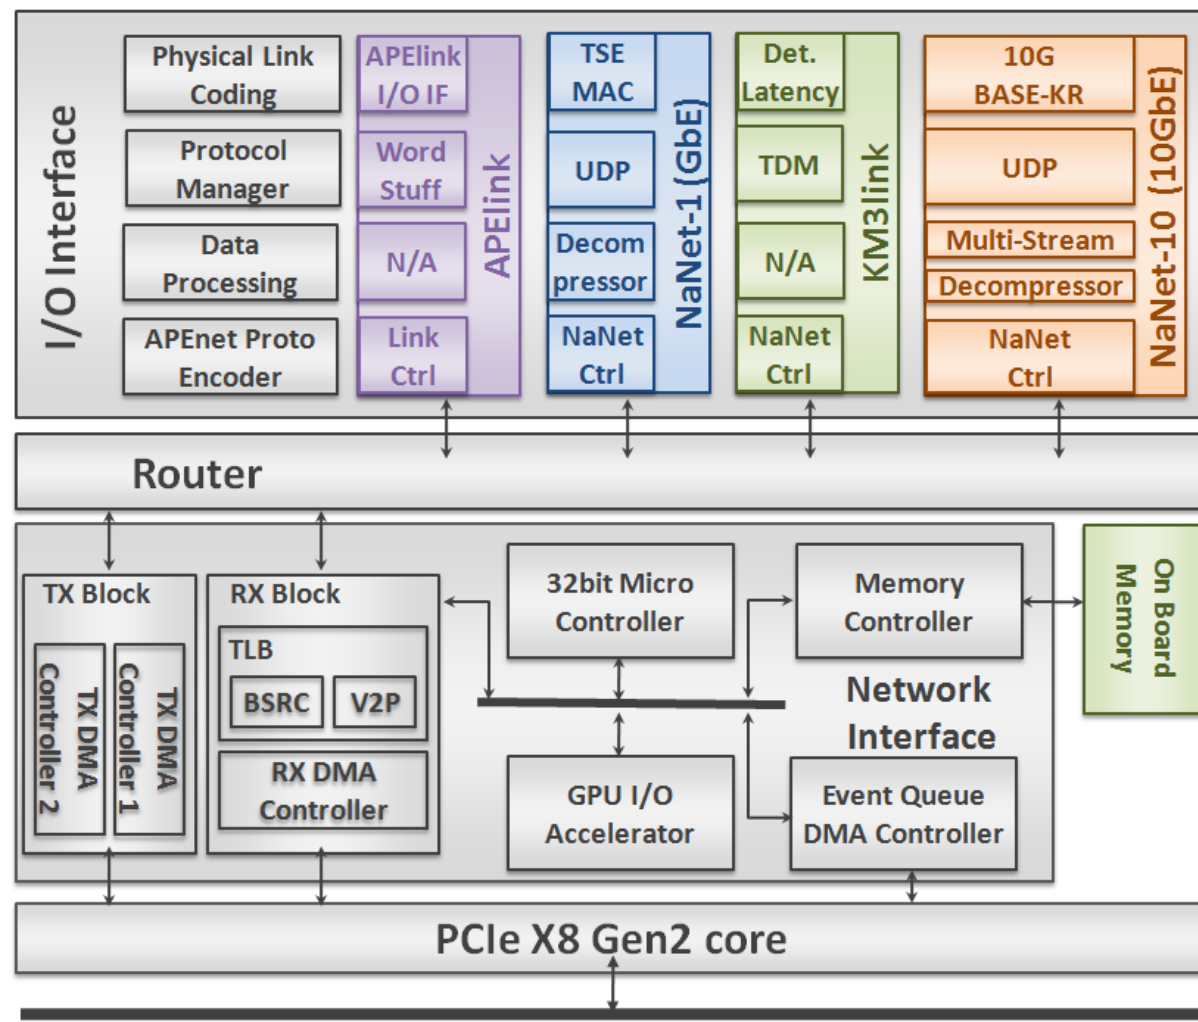 I/O Interface
Physical Link
Coding
Protocol
Manager
Data
Processing
APEnet Proto
Encoder
APElink
I/O IF
Word
Stuff
N/A
Link
Ctrl
APElink
TSE
MAC
UDP
Decom
pressor
NaNet
Ctrl
NaNet-1 (GbE)
Det.
Latency
TDM
N/A
NaNet
Ctrl
KM3link
10G
BASE-KR
UDP
Multi-Stream
Decompressor
NaNet
Ctrl
NaNet-10 (10GbE)
Router
TX Block
TX DMA
Controller 2
TX DMA
Controller 1
RX Block
TLB
BSRC
V2P
RX DMA
Controller
32bit Micro
Controller
GPU I/O
Accelerator
Memory
Controller
Network
Interface
Event Queue
DMA Controller
On Board
Memory
PCIe X8 Gen2 core